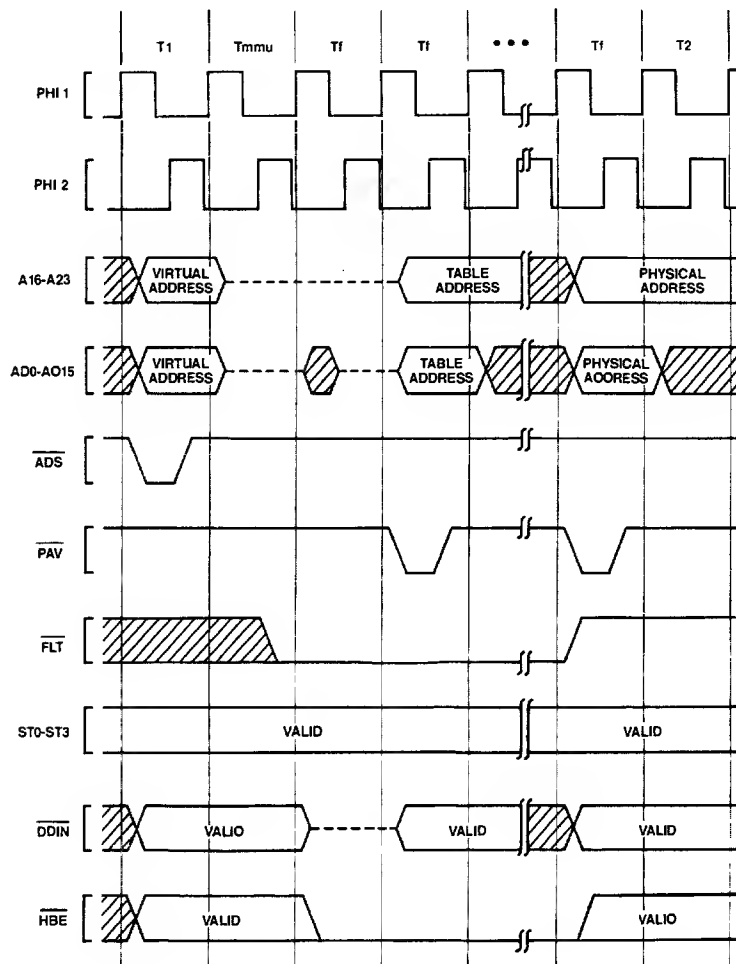 T1 Tmmu Tf Tf ••• Tf T2
PHI 1
PHI 2
A16-A23 VIRTUAL ADDRESS TABLE ADDRESS PHYSICAL ADDRESS
AD0-AO15 VIRTUAL ADDRESS TABLE ADDRESS PHYSICAL AOORESS
ADS
PAV
FLT
ST0-ST3 VALID VALID
DDIN VALIO VALID VALID
HBE VALID VALIO